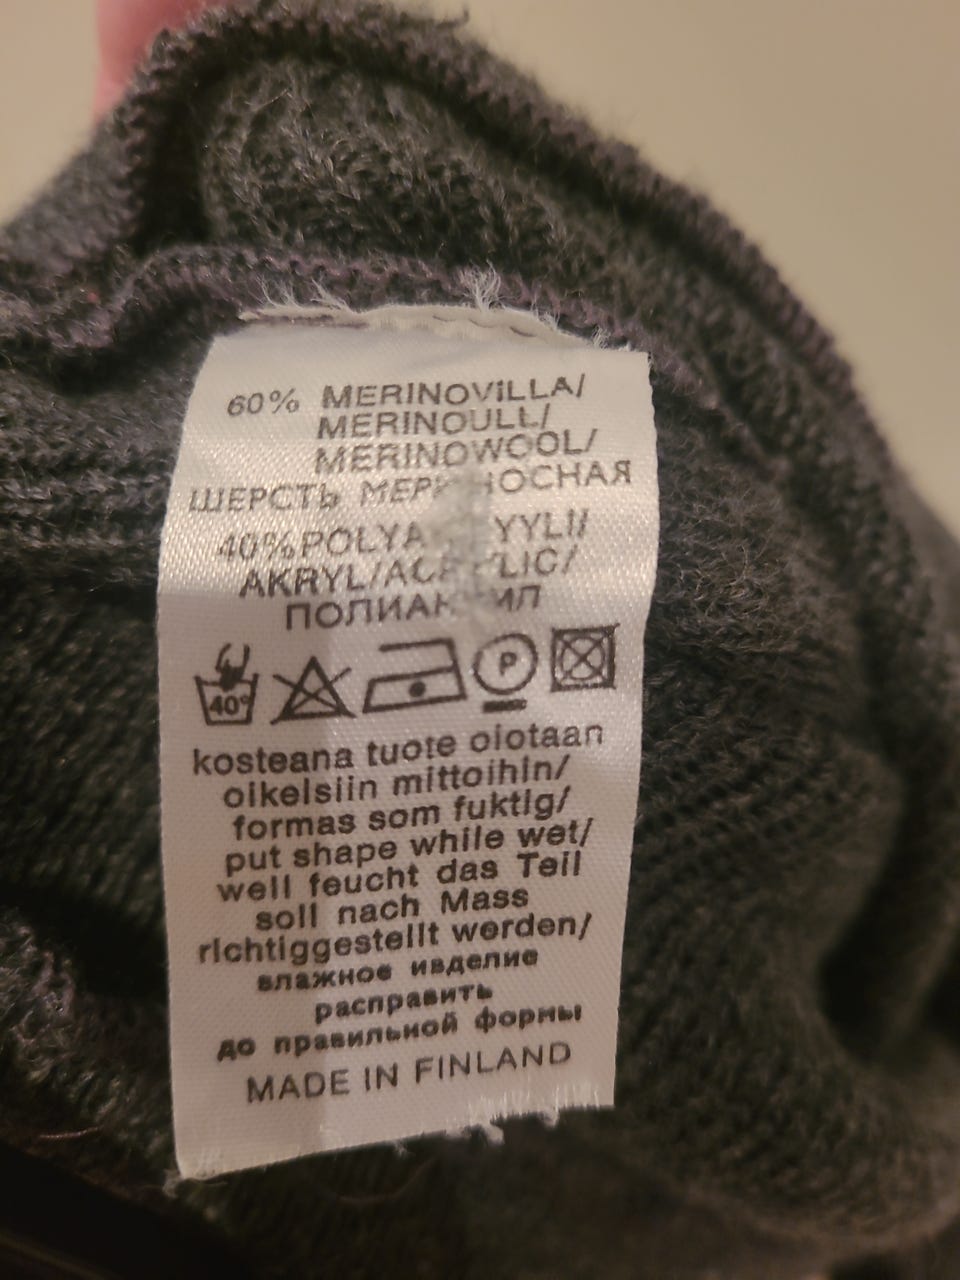 60% MERINOVILLA/
MERINOULL/
MERINOWOOL/
ШЕРСТЬ
40%
AKRYL/
40°
P
kosteana tuote oiotaan
oikeisiin mittoihin/
formas som fuktig/
put shape while wet/
weil feucht das Teil
soll nach Mass
richtiggestellt werden/
влажное изделие
расправить
до правильной формы
MADE IN FINLAND